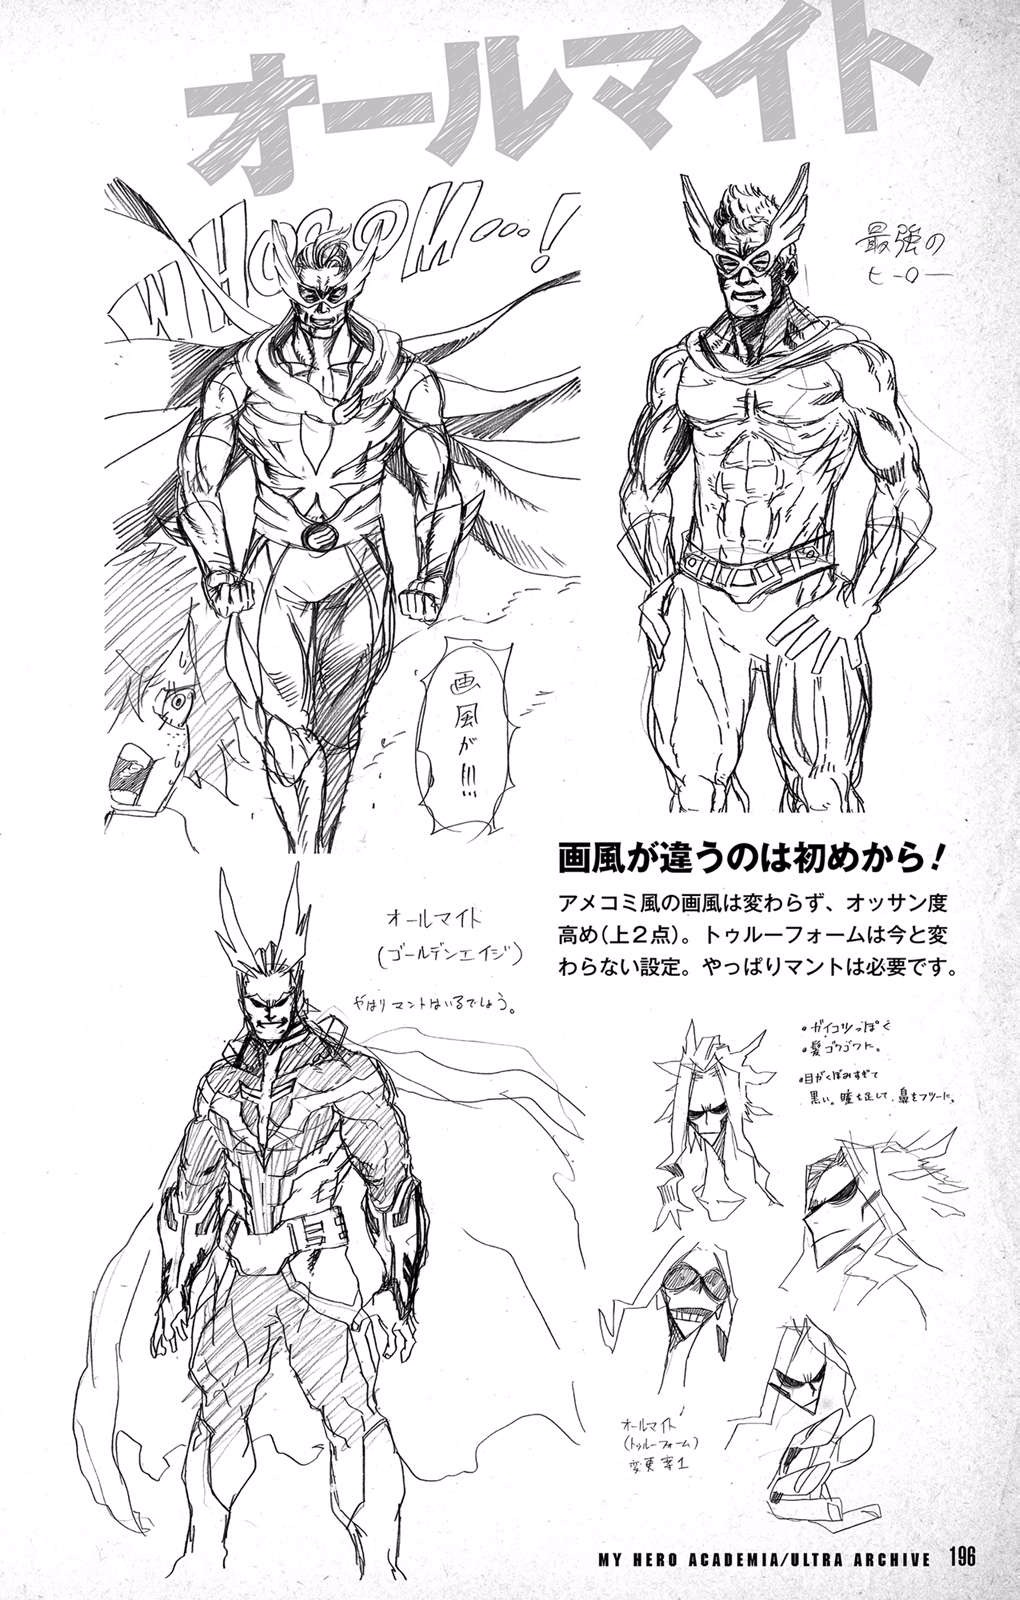 オールマイト
WHOOOM...!
最強の
ヒーロー
画風が!!!
画風が違うのは初めから!
アメコミ風の画風は変わらず、オッサン度
高め(上2点)。トゥルーフォームは今と変
わらない設定。やっぱりマントは必要です。
オールマイト
(ゴールデンエイジ)
やはりマントはいるでしょう。
・ガイコツっぽく
・髪ゴワゴワに。
・目がくぼみすぎて
黒い。瞳を足して、鼻をフツーに。
オールマイト
(トゥルーフォーム)
変更案1
MY HERO ACADEMIA/ULTRA ARCHIVE 196